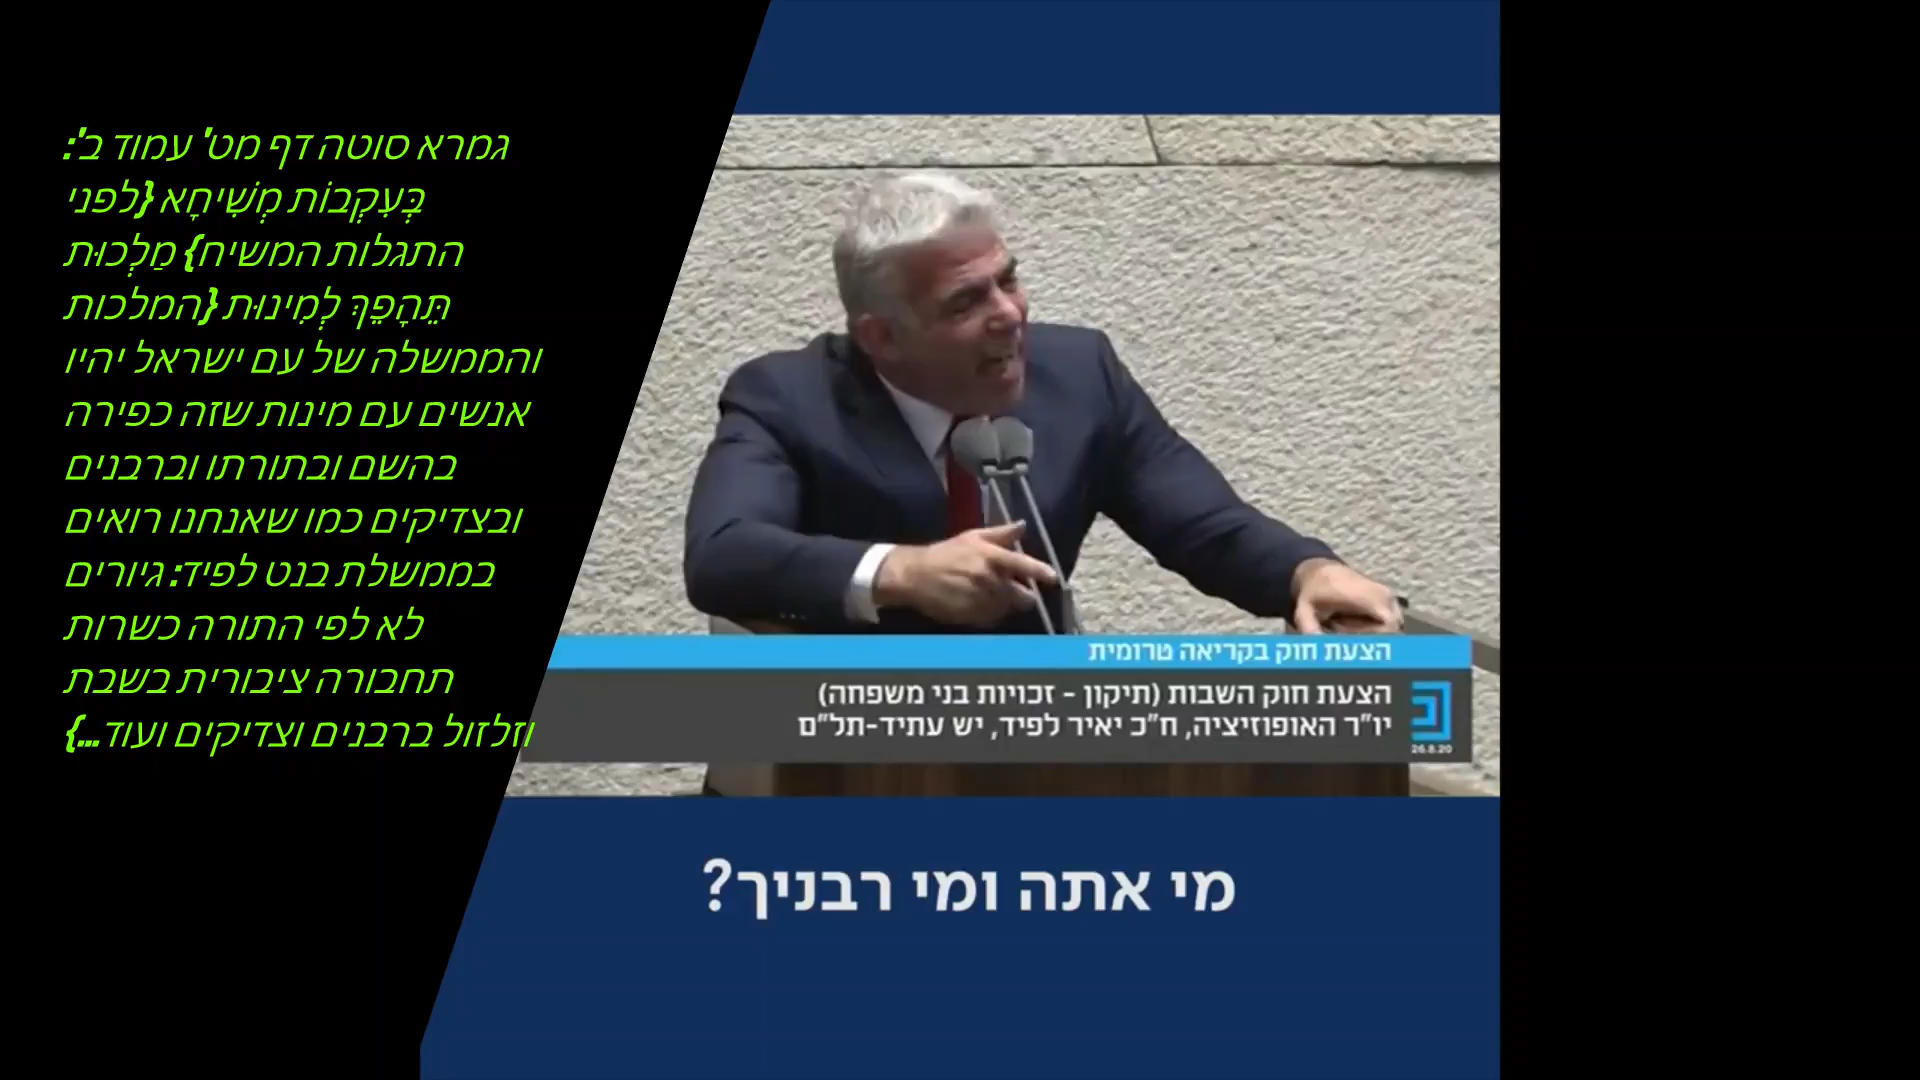 גמרא סוטה דף מט' עמוד ב':
בְּעִקְבוֹת מְשִׁיחָא {לפני
התגלות המשיח} מַלְכוּת
תֵּהָפֵךְ לְמִינוּת {המלכות
והממשלה של עם ישראל יהיו
אנשים עם מינות שזה כפירה
בהשם ובתורתו וברבנים
ובצדיקים כמו שאנחנו רואים
בממשלת בנט לפיד: גיורים
לא לפי התורה כשרות
תחבורה ציבורית בשבת
וזלזול ברבנים וצדיקים ועוד...}
הצעת חוק בקריאה טרומית
הצעת חוק השבות (תיקון - זכויות בני משפחה)
יו"ר האופוזיציה, ח"כ יאיר לפיד, יש עתיד-תל"ם
26.8.20
מי אתה ומי רבניך?